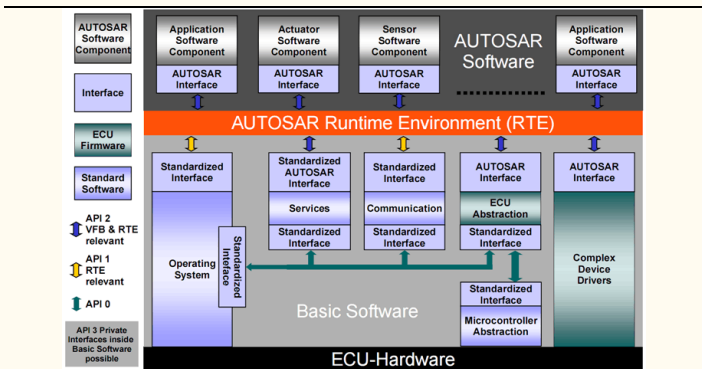 AUTOSAR
Software
Component
Interface
ECU
Firmware
Standard
Software
API 2
VFB & RTE
relevant
API 1
RTE
relevant
API 0
API 3 Private
Interfaces inside
Basic Software
possible
Application
Software
Component
AUTOSAR
Interface
Actuator
Software
Component
AUTOSAR
Interface
Sensor
Software
Component
AUTOSAR
Interface
AUTOSAR
Software
Application
Software
Component
AUTOSAR
Interface
AUTOSAR Runtime Environment (RTE)
Standardized
Interface
Operating
System
Standardized
Interface
Standardized
AUTOSAR
Interface
Services
Standardized
Interface
Standardized
Interface
Communication
Standardized
Interface
AUTOSAR
Interface
ECU
Abstraction
Standardized
Interface
Standardized
Interface
Microcontroller
Abstraction
AUTOSAR
Interface
Complex
Device
Drivers
Basic Software
ECU-Hardware